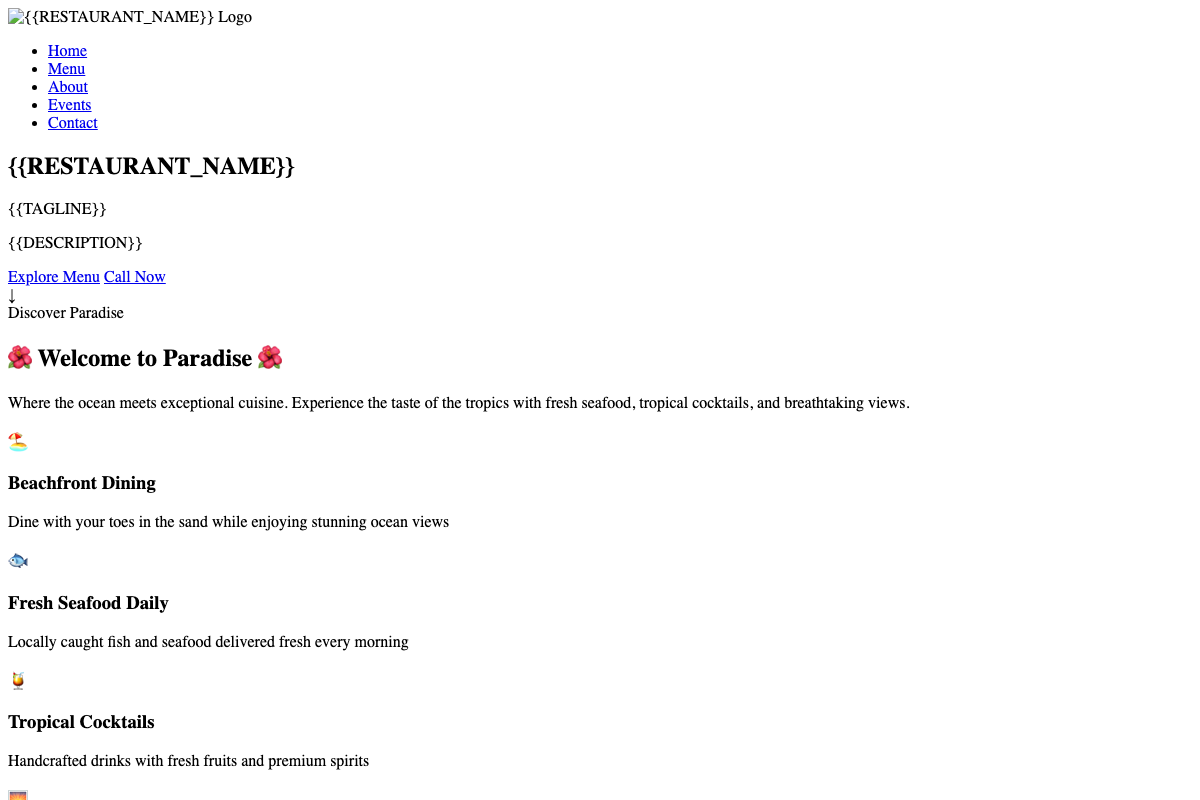 {{RESTAURANT_NAME}} Logo
Home
Menu
About
Events
Contact
{{RESTAURANT_NAME}}
{{TAGLINE}}
{{DESCRIPTION}}
Explore Menu Call Now
↓
Discover Paradise
🌺 Welcome to Paradise 🌺
Where the ocean meets exceptional cuisine. Experience the taste of the tropics with fresh seafood, tropical cocktails, and breathtaking views.
🏖️
Beachfront Dining
Dine with your toes in the sand while enjoying stunning ocean views
🐟
Fresh Seafood Daily
Locally caught fish and seafood delivered fresh every morning
🍹
Tropical Cocktails
Handcrafted drinks with fresh fruits and premium spirits